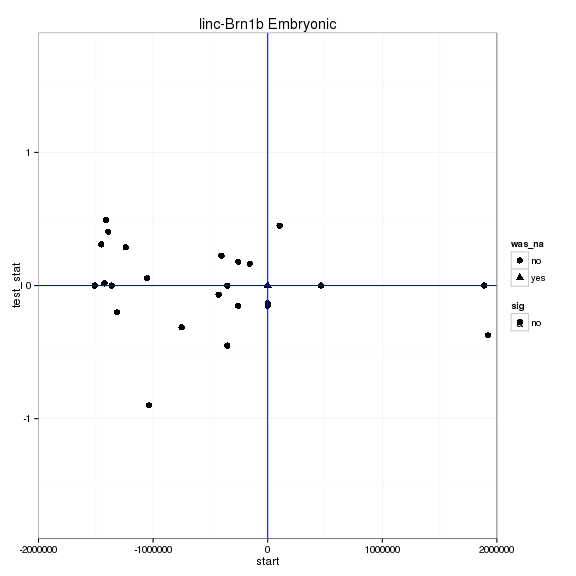 linc-Brn1b Embryonic
1
0
-1
test_stat
-2000000
-1000000
0
1000000
2000000
start
was_na
no
yes
sig
no